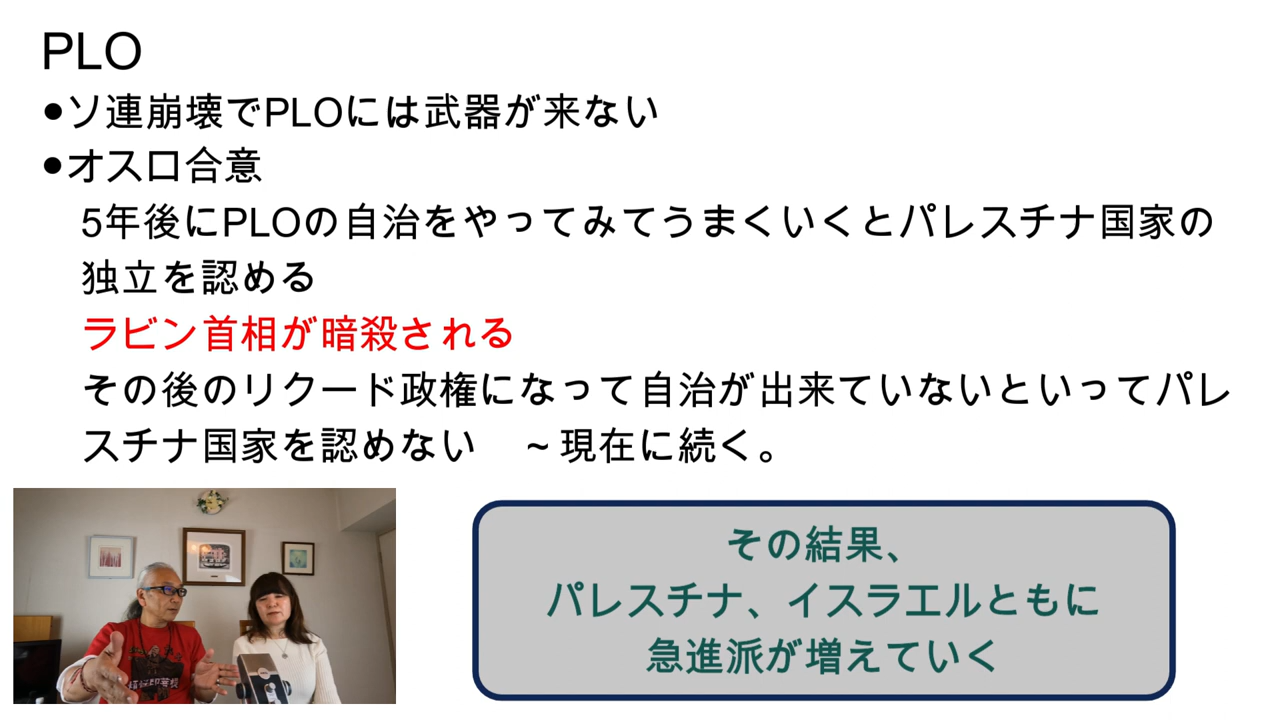 PLO
●ソ連崩壊でPLOには武器が来ない
●オスロ合意
5年後にPLOの自治をやってみてうまくいくとパレスチナ国家の
独立を認める
ラビン首相が暗殺される
その後のリクード政権になって自治が出来ていないといってパレ
スチナ国家を認めない　~現在に続く。
その結果、
パレスチナ、イスラエルともに
急進派が増えていく